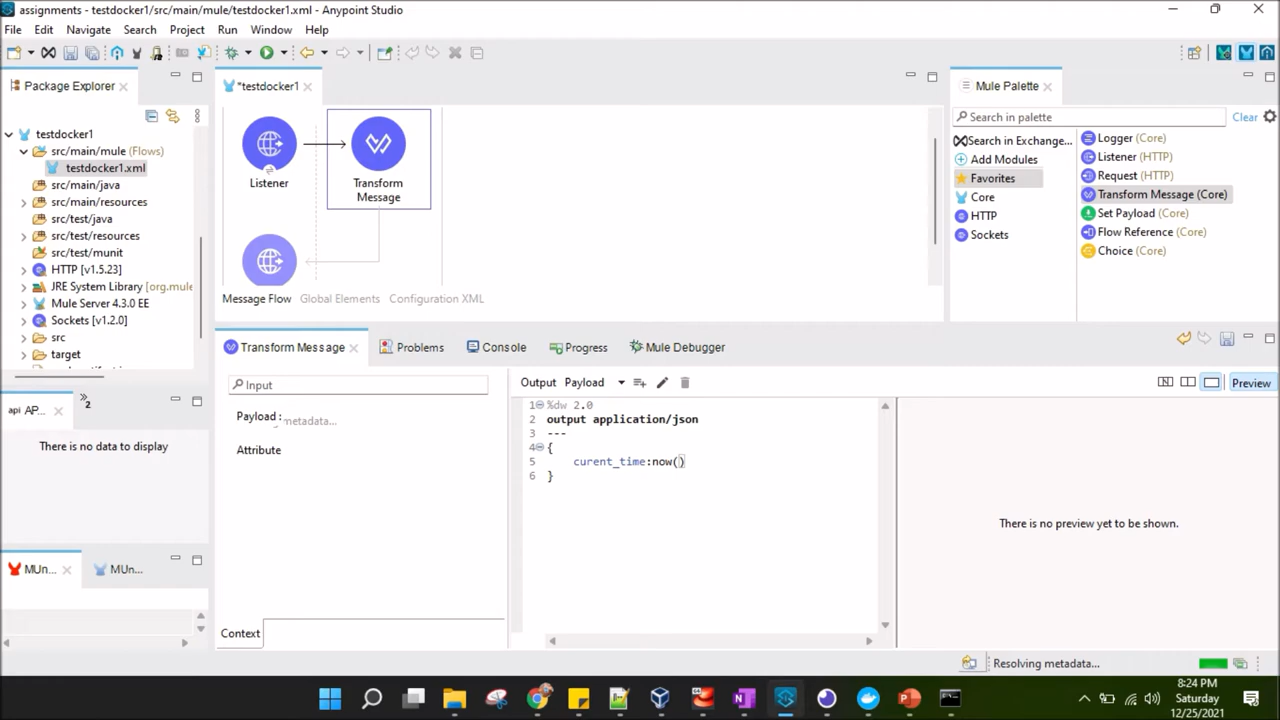 assignments - testdocker1/src/main/mule/testdocker1.xml - Anypoint Studio
File Edit Navigate Search Project Run Window Help
Package Explorer
testdocker1
src/main/mule (Flows)
testdocker1.xml
src/main/java
src/main/resources
src/test/java
src/test/resources
src/test/munit
HTTP [v1.5.23]
JRE System Library [org.mule
Mule Server 4.3.0 EE
Sockets [v1.2.0]
src
target
api AP...
2
There is no data to display
MUn...
MUn...
*testdocker1
Listener
Transform
Message
Message Flow Global Elements Configuration XML
Mule Palette
Search in palette
Clear
Search in Exchange...
Add Modules
Favorites
Core
HTTP
Sockets
Logger (Core)
Listener (HTTP)
Request (HTTP)
Transform Message (Core)
Set Payload (Core)
Flow Reference (Core)
Choice (Core)
Transform Message Problems Console Progress Mule Debugger
Input
Payload : metadata...
Attribute
Context
Output Payload
Preview
1 %dw 2.0
2 output application/json
3 ---
4 {
5 curent_time:now()
6 }
There is no preview yet to be shown.
Resolving metadata...
8:24 PM
Saturday
12/25/2021